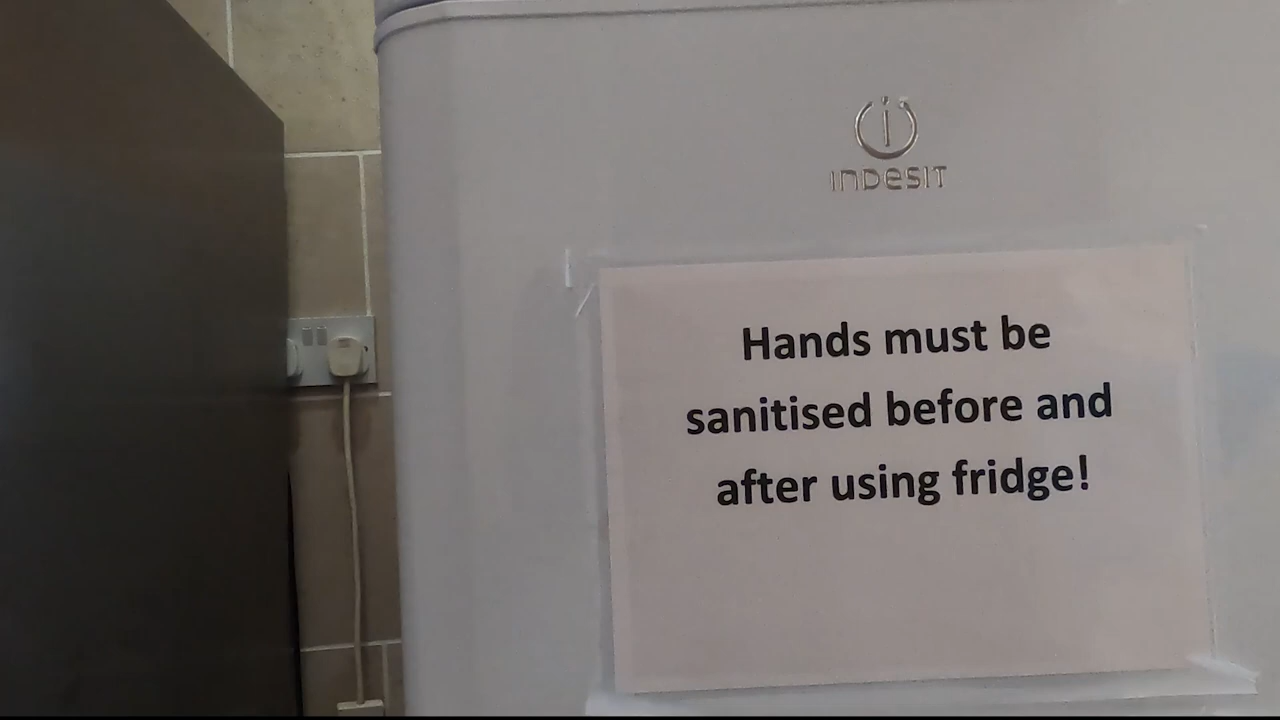 INDESIT
Hands must be
sanitised before and
after using fridge!